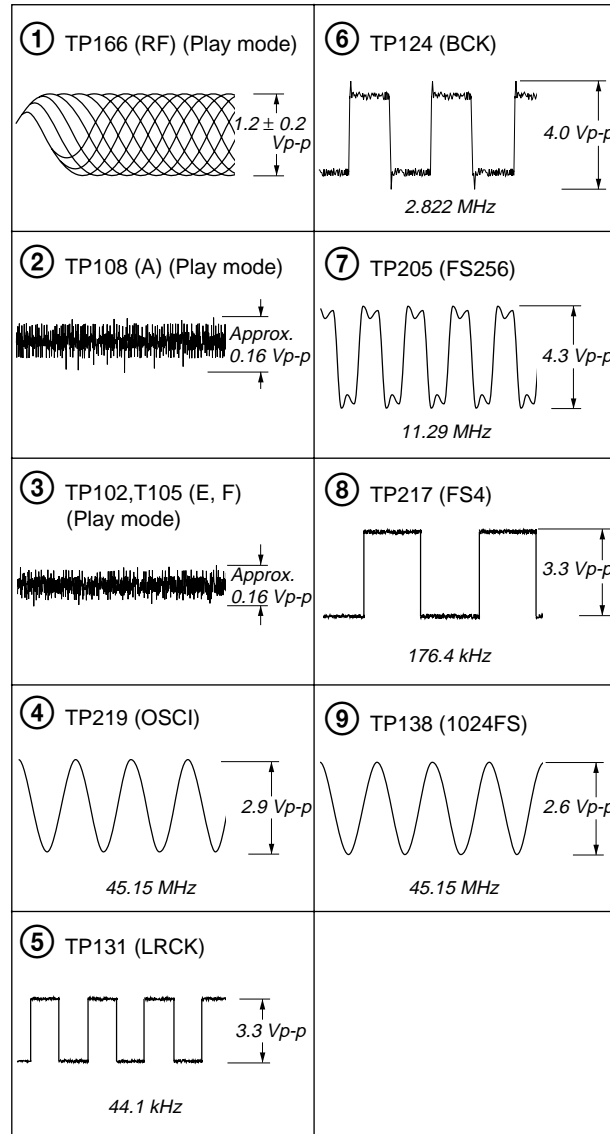 ① TP166 (RF) (Play mode)
1.2 ± 0.2
Vp-p
② TP108 (A) (Play mode)
Approx.
0.16 Vp-p
③ TP102,T105 (E, F)
(Play mode)
Approx.
0.16 Vp-p
④ TP219 (OSCI)
2.9 Vp-p
45.15 MHz
⑤ TP131 (LRCK)
3.3 Vp-p
44.1 kHz
⑥ TP124 (BCK)
4.0 Vp-p
2.822 MHz
⑦ TP205 (FS256)
4.3 Vp-p
11.29 MHz
⑧ TP217 (FS4)
3.3 Vp-p
176.4 kHz
⑨ TP138 (1024FS)
2.6 Vp-p
45.15 MHz